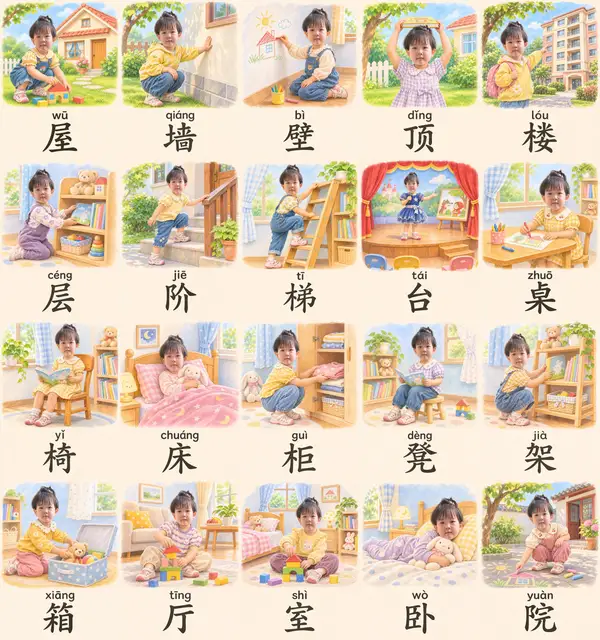 wū qiáng bì dǐng lóu
屋 墙 壁 顶 楼
céng jiē tī tái zhuō
层 阶 梯 台 桌
yǐ chuáng guì dèng jià
椅 床 柜 凳 架
xiāng tīng shì wò yuàn
箱 厅 室 卧 院